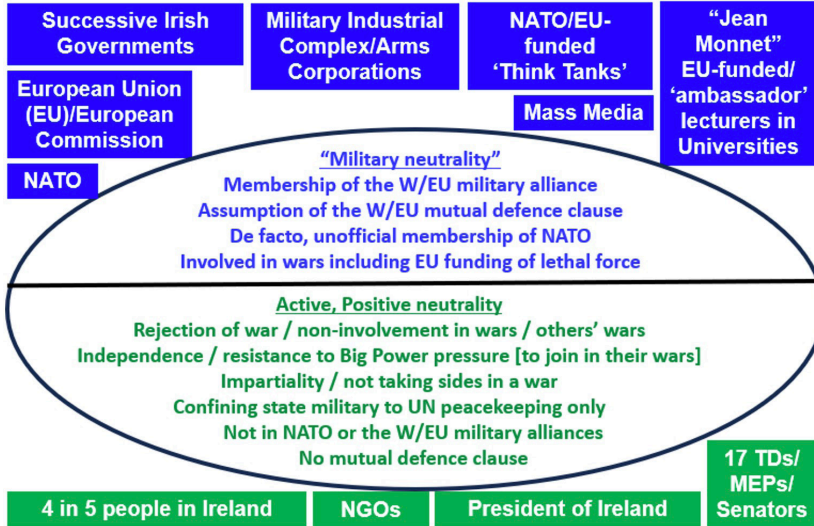 Successive Irish
Governments
Military Industrial
Complex/Arms
Corporations
NATO/EU-
funded
‘Think Tanks’
“Jean
Monnet”
EU-funded/
‘ambassador’
lecturers in
Universities
European Union
(EU)/European
Commission
Mass Media
NATO
“Military neutrality”
Membership of the W/EU military alliance
Assumption of the W/EU mutual defence clause
De facto, unofficial membership of NATO
Involved in wars including EU funding of lethal force
Active, Positive neutrality
Rejection of war / non-involvement in wars / others’ wars
Independence / resistance to Big Power pressure [to join in their wars]
Impartiality / not taking sides in a war
Confining state military to UN peacekeeping only
Not in NATO or the W/EU military alliances
No mutual defence clause
17 TDs/
MEPs/
Senators
4 in 5 people in Ireland
NGOs
President of Ireland